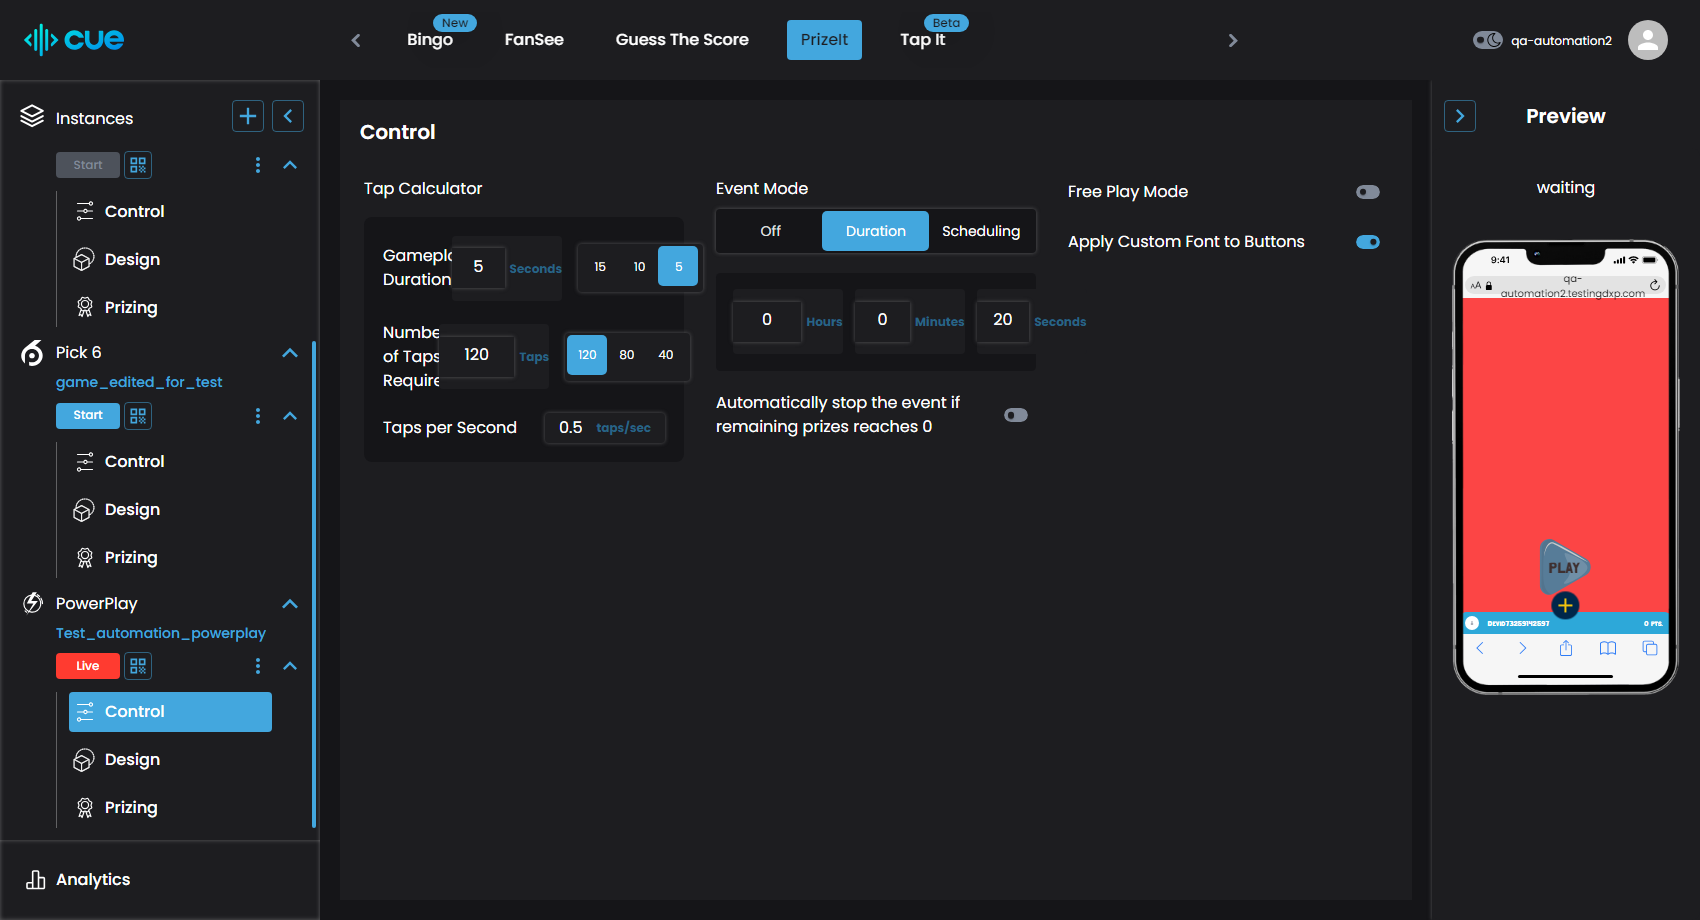 cue
New
Bingo
FanSee
Guess The Score
PrizeIt
Beta
Tap It
qa-automation2
Instances
Start
Control
Design
Prizing
Pick 6
game_edited_for_test
Start
Control
Design
Prizing
PowerPlay
Test_automation_powerplay
Live
Control
Design
Prizing
Analytics
Control
Tap Calculator
Gamepla
Duration
5 Seconds
15 10 5
Numbe
of Taps
Require
120 Taps
120 80 40
Taps per Second
0.5 taps/sec
Event Mode
Off Duration Scheduling
0 Hours 0 Minutes 20 Seconds
Automatically stop the event if
remaining prizes reaches 0
Free Play Mode
Apply Custom Font to Buttons
Preview
waiting
9:41
AA
qa-
automation2.testingdxp.com
PLAY
0 PTS.